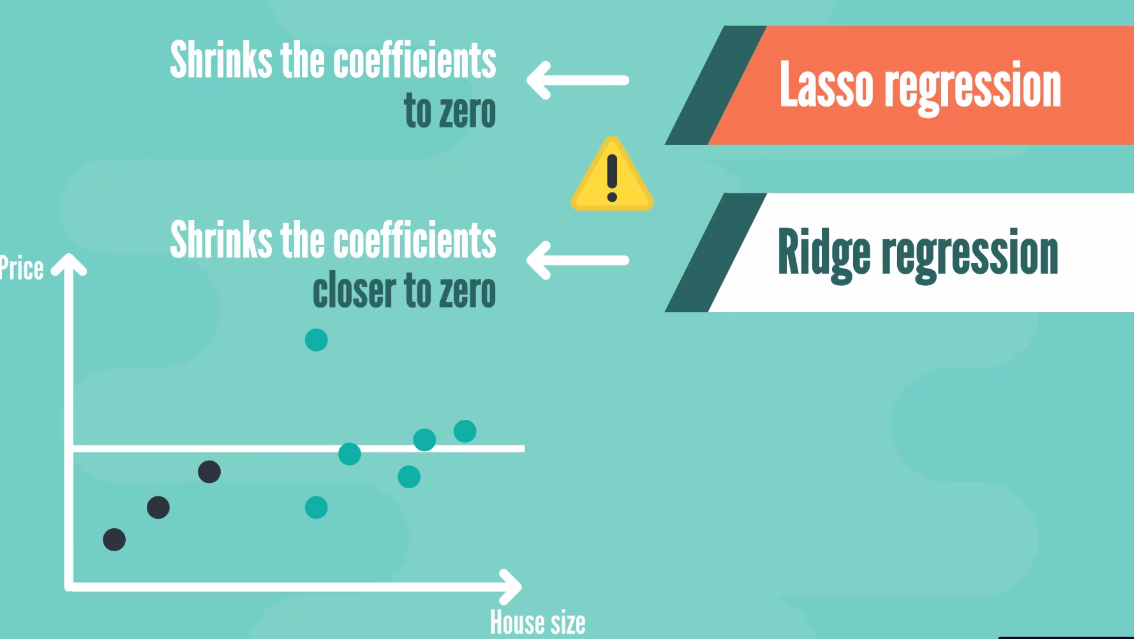 Shrinks the coefficients
to zero
Lasso regression
Shrinks the coefficients
closer to zero
Ridge regression
Price
House size